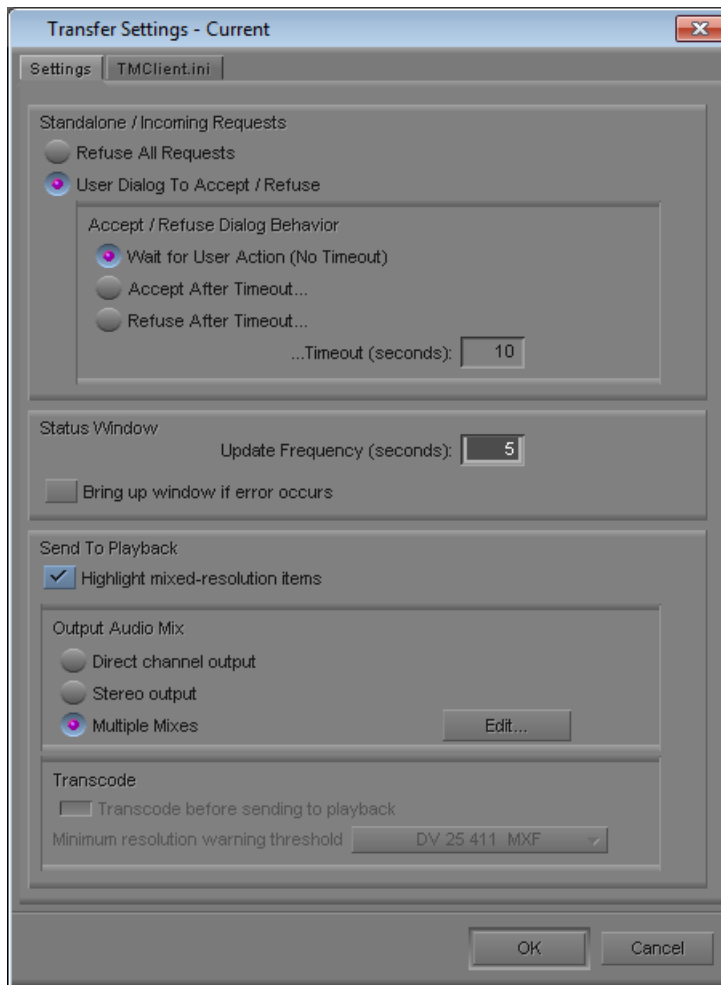 Transfer Settings - Current
Settings TMClient.ini
Standalone / Incoming Requests
Refuse All Requests
User Dialog To Accept / Refuse
Accept / Refuse Dialog Behavior
Wait for User Action (No Timeout)
Accept After Timeout...
Refuse After Timeout...
...Timeout (seconds): 10
Status Window
Update Frequency (seconds): 5
Bring up window if error occurs
Send To Playback
Highlight mixed-resolution items
Output Audio Mix
Direct channel output
Stereo output
Multiple Mixes Edit...
Transcode
Transcode before sending to playback
Minimum resolution warning threshold DV 25 411 MXF
OK Cancel